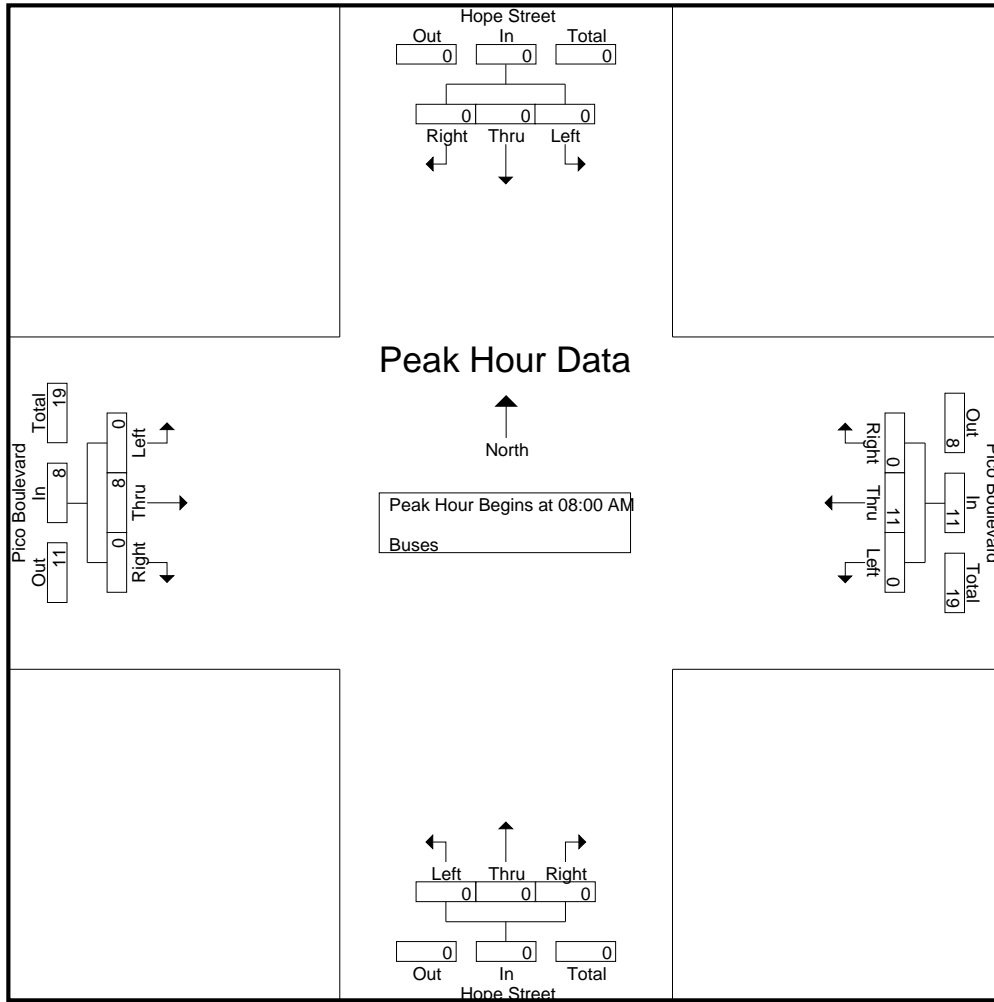 Hope Street
Out In Total
0 0 0
0 0 0
Right Thru Left
Peak Hour Data
North
Peak Hour Begins at 08:00 AM
Buses
Pico Boulevard
Out In Total
11 8 19
Left Thru Right
0 8 0
Pico Boulevard
Out In Total
8 11 19
Right Thru Left
0 11 0
Left Thru Right
0 0 0
0 0 0
Out In Total
Hope Street